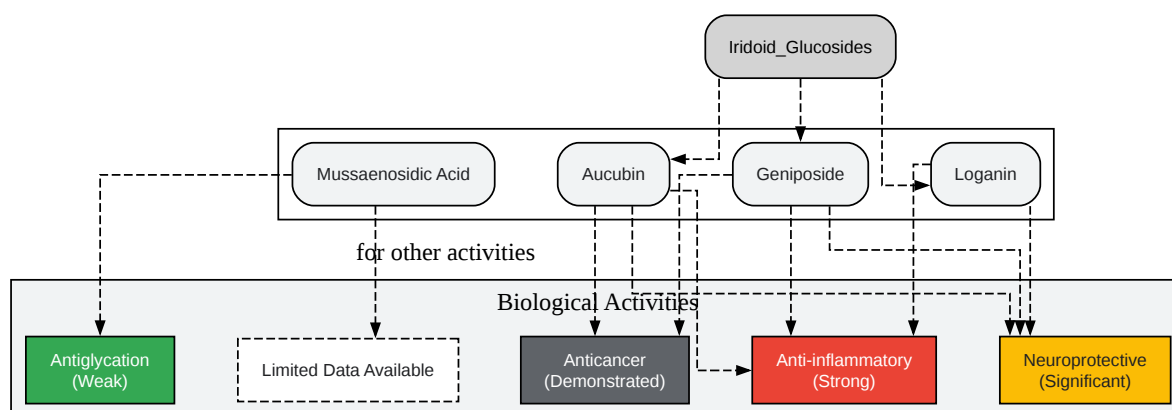 Iridoid_Glucosides
Mussaenosidic Acid
Aucubin
Geniposide
Loganin
for other activities
Biological Activities
Antiglycation
(Weak)
Limited Data Available
Anticancer
(Demonstrated)
Anti-inflammatory
(Strong)
Neuroprotective
(Significant)